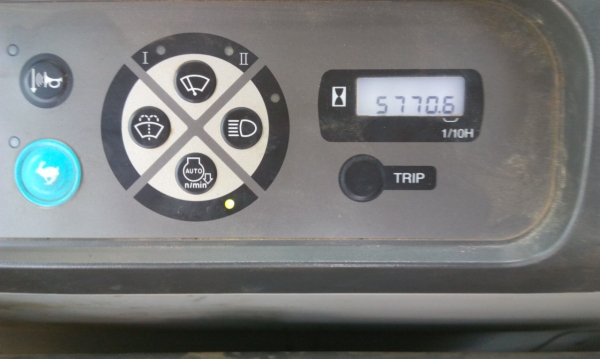 I
II
5770.6
1/10H
TRIP
AUTO
n/min